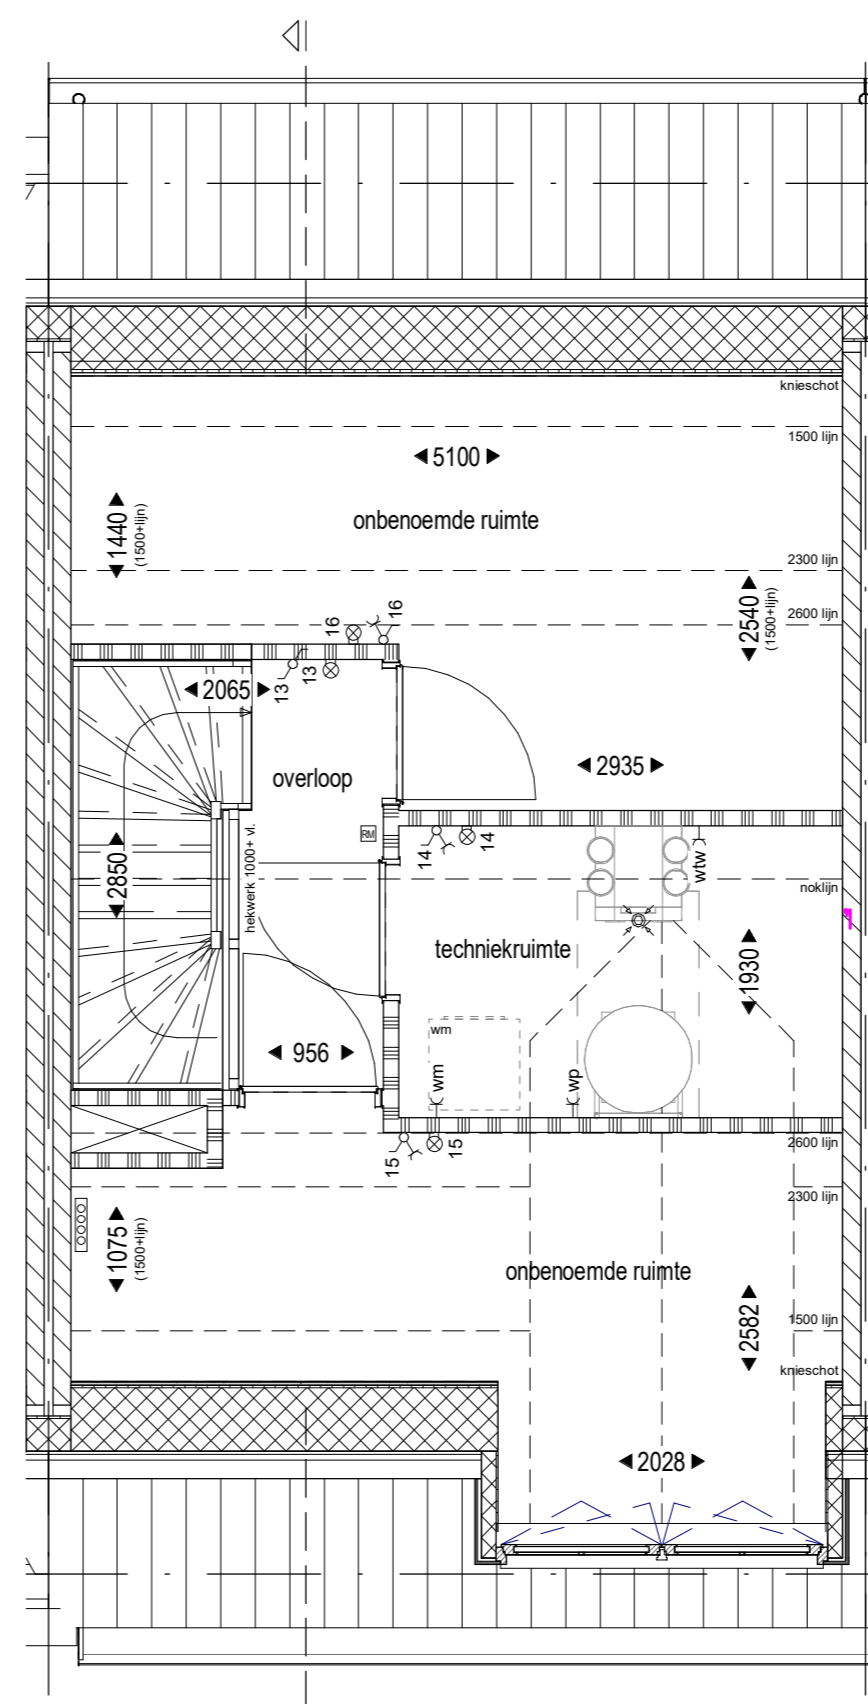 knieschot
1500 lijn
5100
onbenoemde ruimte
1440
(1500+lijn)
2300 lijn
2540
(1500+lijn)
2600 lijn
16
16
13
13
2065
overloop
2935
RM
14
14
wtw
hekwerk 1000+ vl.
2850
noklijn
techniekruimte
1930
wm
956
wm
wp
15
15
2600 lijn
2300 lijn
1075
(1500+lijn)
onbenoemde ruimte
2582
1500 lijn
knieschot
2028